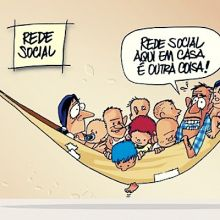 REDE
SOCIAL
REDE SOCIAL
AQUI EM CASA
É OUTRA COISA!